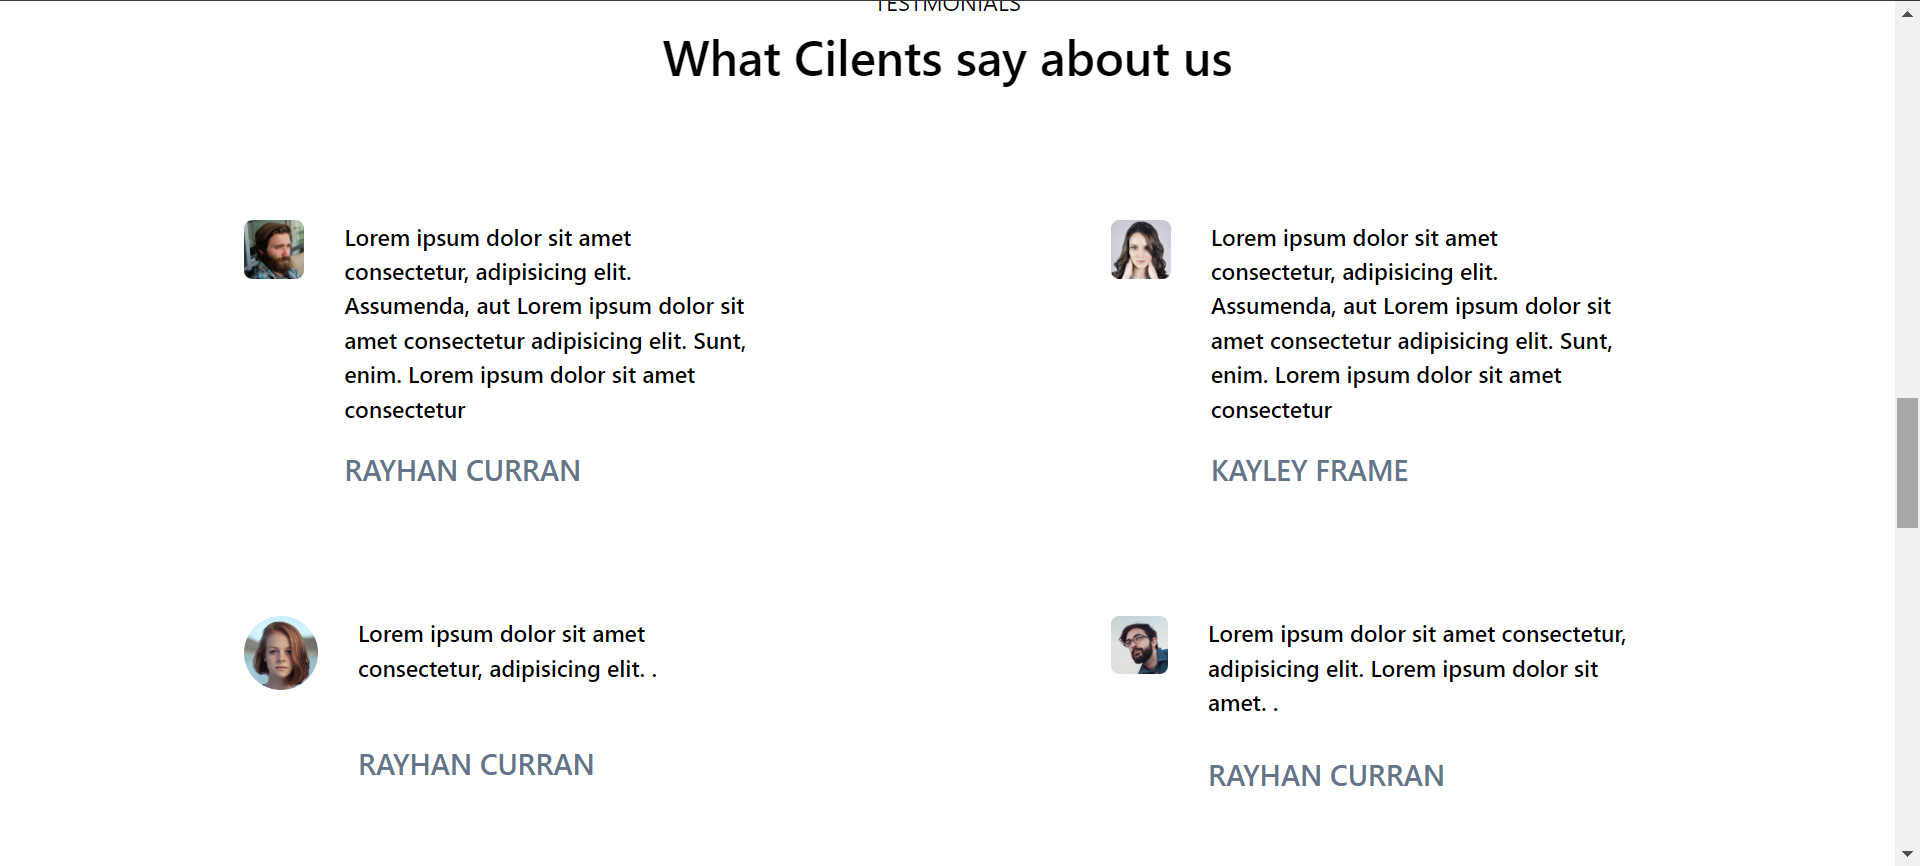 TESTMONIALS
What Cilents say about us
Lorem ipsum dolor sit amet
consectetur, adipisicing elit.
Assumenda, aut Lorem ipsum dolor sit
amet consectetur adipisicing elit. Sunt,
enim. Lorem ipsum dolor sit amet
consectetur
RAYHAN CURRAN
Lorem ipsum dolor sit amet
consectetur, adipisicing elit.
Assumenda, aut Lorem ipsum dolor sit
amet consectetur adipisicing elit. Sunt,
enim. Lorem ipsum dolor sit amet
consectetur
KAYLEY FRAME
Lorem ipsum dolor sit amet
consectetur, adipisicing elit. .
RAYHAN CURRAN
Lorem ipsum dolor sit amet consectetur,
adipisicing elit. Lorem ipsum dolor sit
amet. .
RAYHAN CURRAN